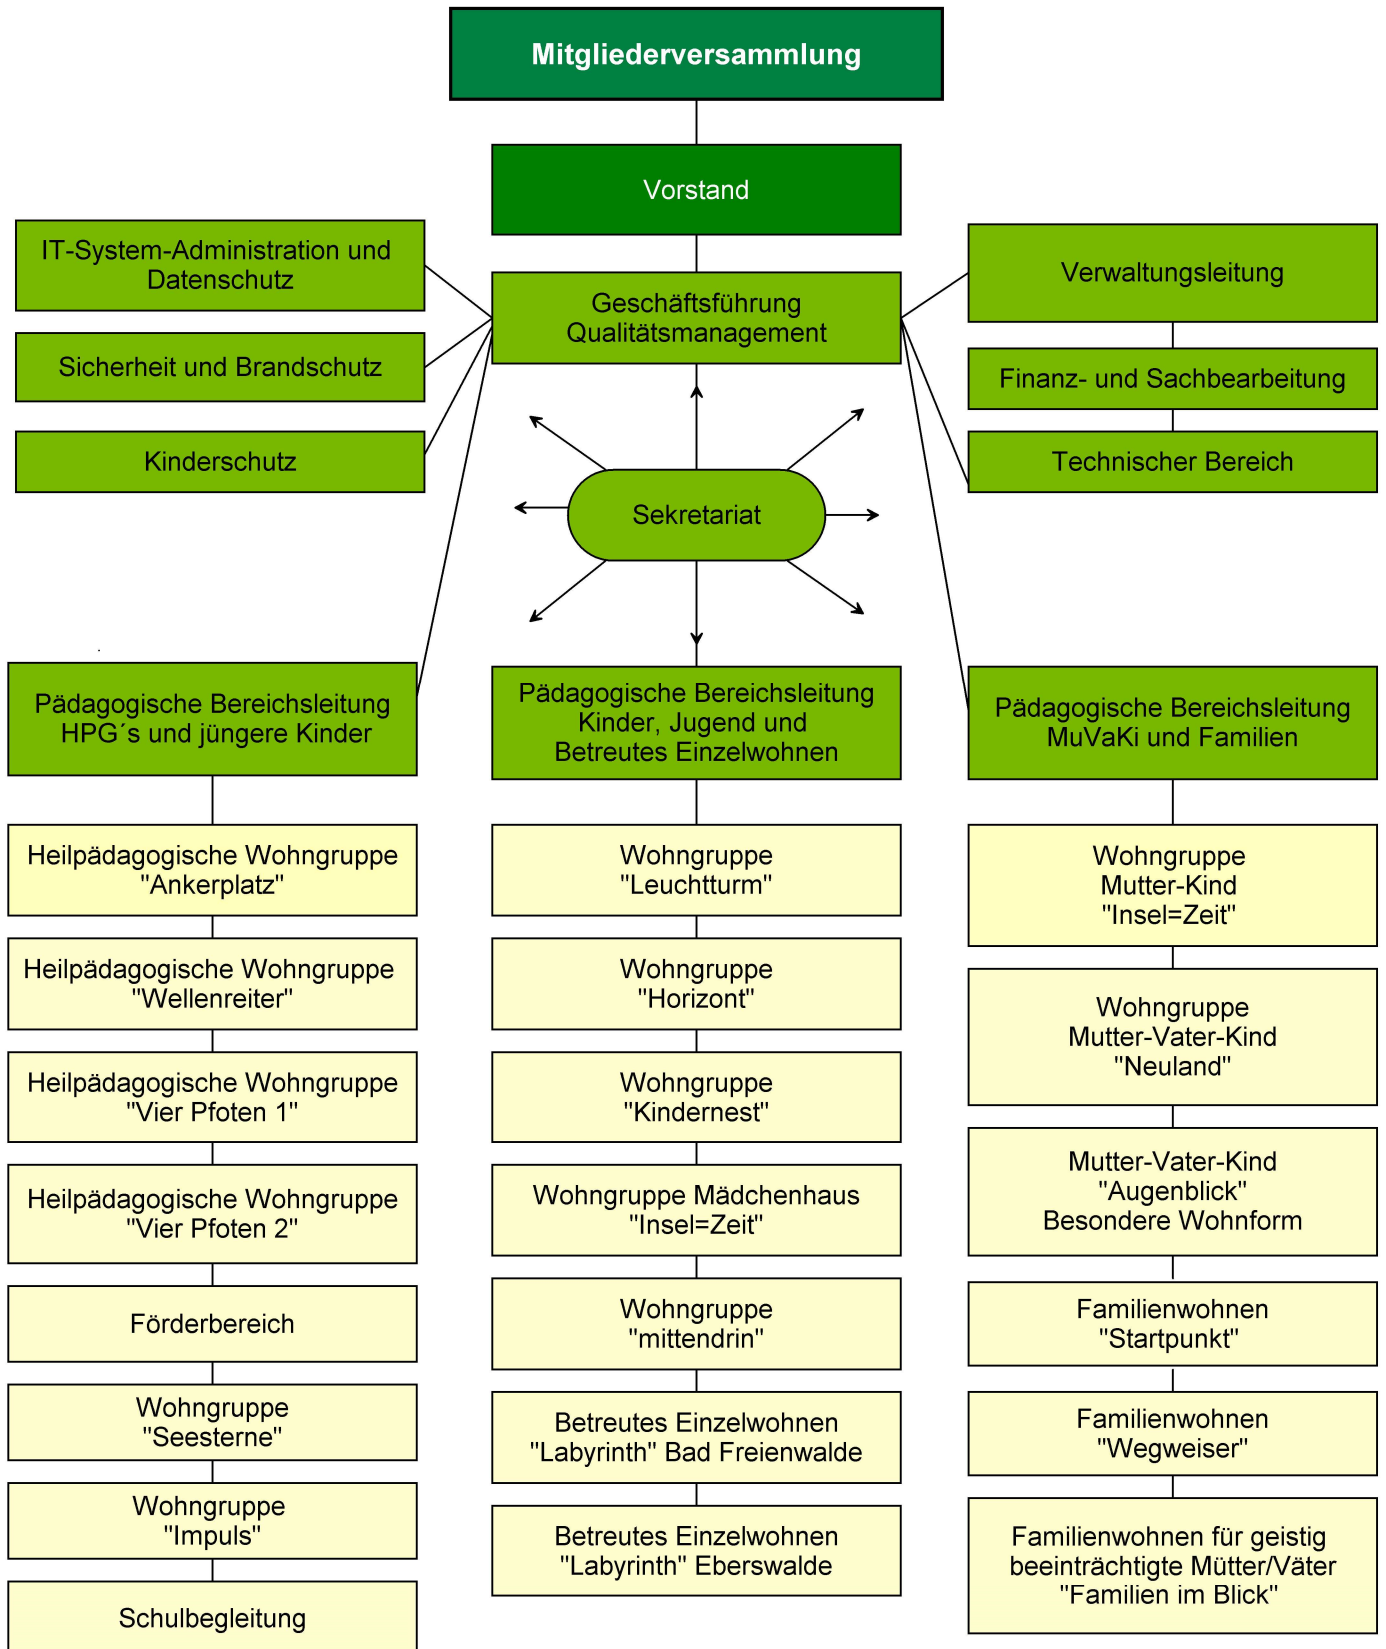 Mitgliederversammlung
Vorstand
IT-System-Administration und
Datenschutz
Sicherheit und Brandschutz
Kinderschutz
Geschäftsführung
Qualitätsmanagement
Verwaltungsleitung
Finanz- und Sachbearbeitung
Technischer Bereich
Sekretariat
Pädagogische Bereichsleitung
HPG´s und jüngere Kinder
Heilpädagogische Wohngruppe
"Ankerplatz"
Heilpädagogische Wohngruppe
"Wellenreiter"
Heilpädagogische Wohngruppe
"Vier Pfoten 1"
Heilpädagogische Wohngruppe
"Vier Pfoten 2"
Förderbereich
Wohngruppe
"Seesterne"
Wohngruppe
"Impuls"
Schulbegleitung
Pädagogische Bereichsleitung
Kinder, Jugend und
Betreutes Einzelwohnen
Wohngruppe
"Leuchtturm"
Wohngruppe
"Horizont"
Wohngruppe
"Kindernest"
Wohngruppe Mädchenhaus
"Insel=Zeit"
Wohngruppe
"mittendrin"
Betreutes Einzelwohnen
"Labyrinth" Bad Freienwalde
Betreutes Einzelwohnen
"Labyrinth" Eberswalde
Pädagogische Bereichsleitung
MuVaKi und Familien
Wohngruppe
Mutter-Kind
"Insel=Zeit"
Wohngruppe
Mutter-Vater-Kind
"Neuland"
Mutter-Vater-Kind
"Augenblick"
Besondere Wohnform
Familienwohnen
"Startpunkt"
Familienwohnen
"Wegweiser"
Familienwohnen für geistig
beeinträchtigte Mütter/Väter
"Familien im Blick"